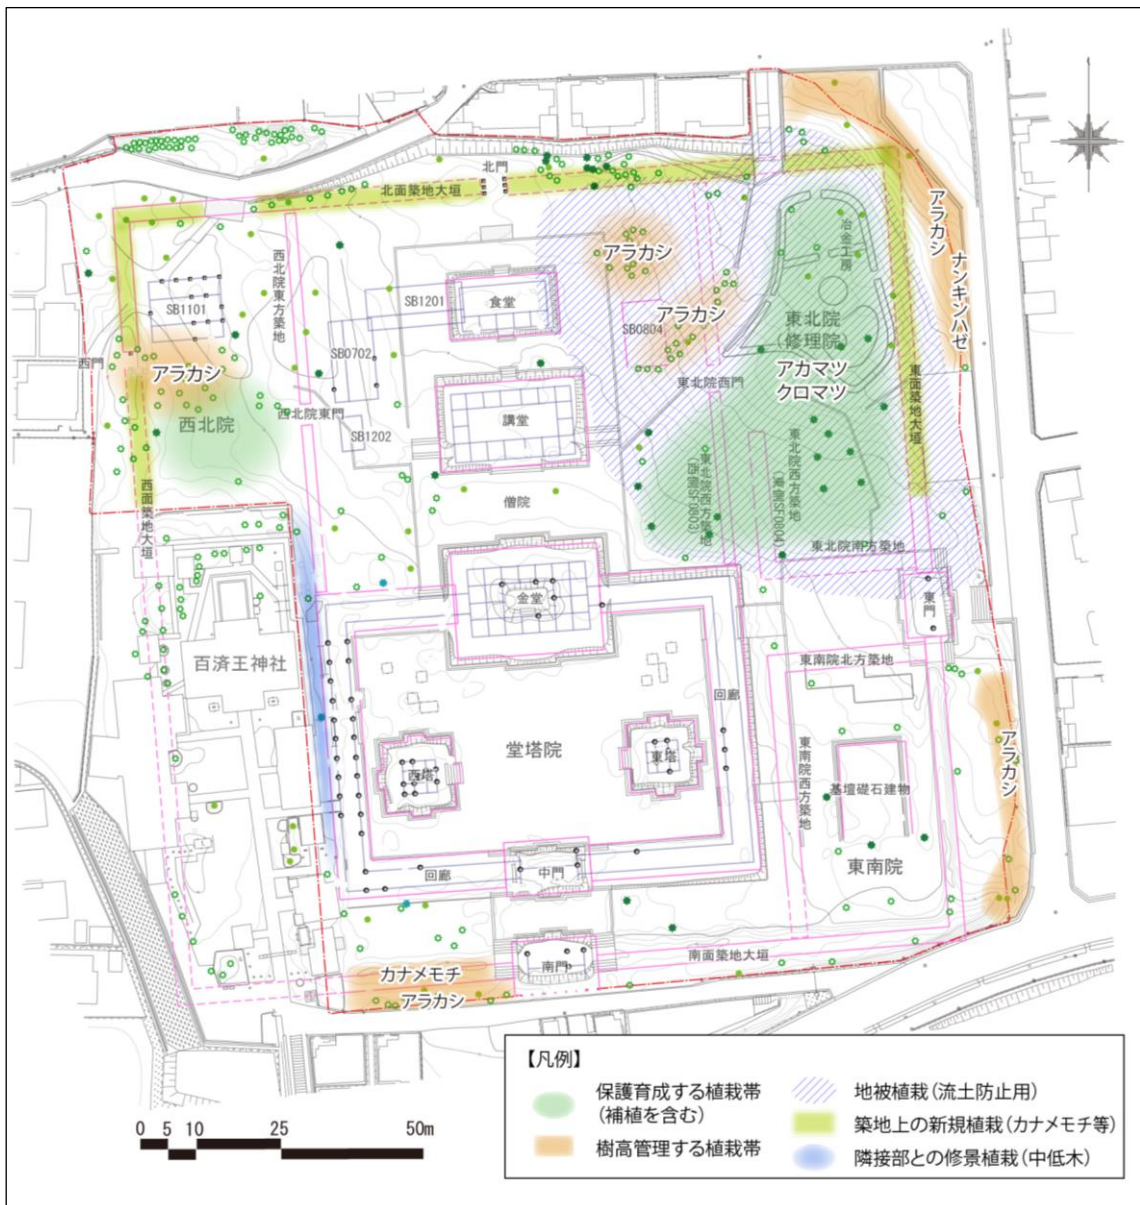 北門
北面築地大垣
アラカシ
ナンキンハゼ
冶金工房
アラカシ
西北院東方築地
SB1201
食堂
SB1101
SB0804
アラカシ
東北院
(修理院)
SB0702
西門
アラカシ
アカマツ
クロマツ
東北院西門
東面築地大垣
西北院
西北院東門
講堂
SB1202
東北院西方築地
(西壁SF0803)
東北院西方築地
(東壁SF0804)
西面築地大垣
僧院
東北院南方築地
金堂
東門
百済王神社
東南院北方築地
回廊
堂塔院
西塔
東塔
東南院西方築地
アラカシ
基壇礎石建物
東南院
回廊
中門
南面築地大垣
南門
カナメモチ
アラカシ
【凡例】
保護育成する植栽帯
(補植を含む)
樹高管理する植栽帯
地被植栽(流土防止用)
築地上の新規植栽(カナメモチ等)
隣接部との修景植栽(中低木)
0 5 10 25 50m